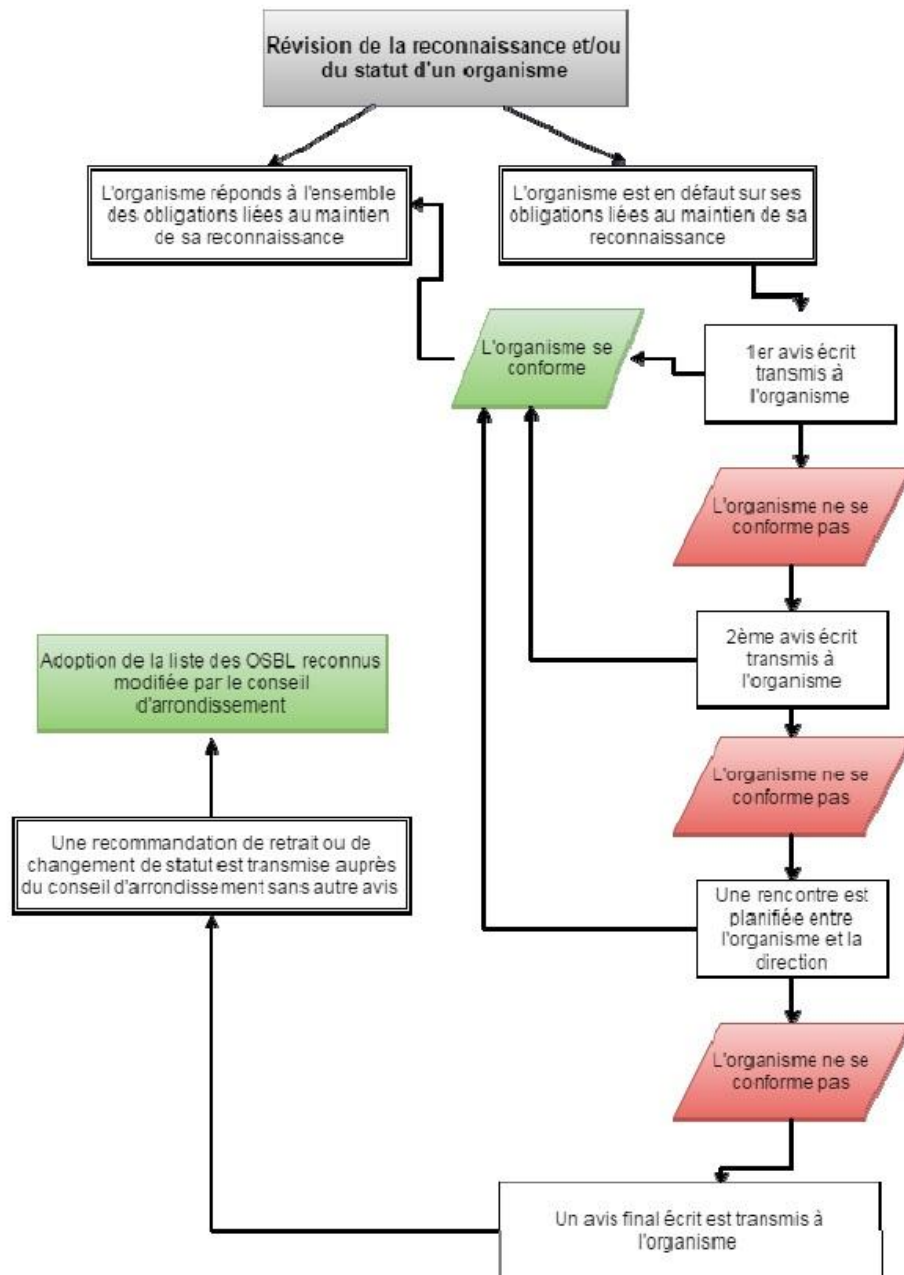 Révision de la reconnaissance et/ou
du statut d'un organisme
L'organisme réponds à l'ensemble
des obligations liées au maintien
de sa reconnaissance
L'organisme est en défaut sur ses
obligations liées au maintien de sa
reconnaissance
L'organisme se
conforme
1er avis écrit
transmis à
l'organisme
L'organisme ne se
conforme pas
2ème avis écrit
transmis à
l'organisme
Adoption de la liste des OSBL reconnus
modifiée par le conseil
d'arrondissement
L'organisme ne se
conforme pas
Une recommandation de retrait ou de
changement de statut est transmise auprès
du conseil d'arrondissement sans autre avis
Une rencontre est
planifiée entre
l'organisme et la
direction
L'organisme ne se
conforme pas
Un avis final écrit est transmis à
l'organisme